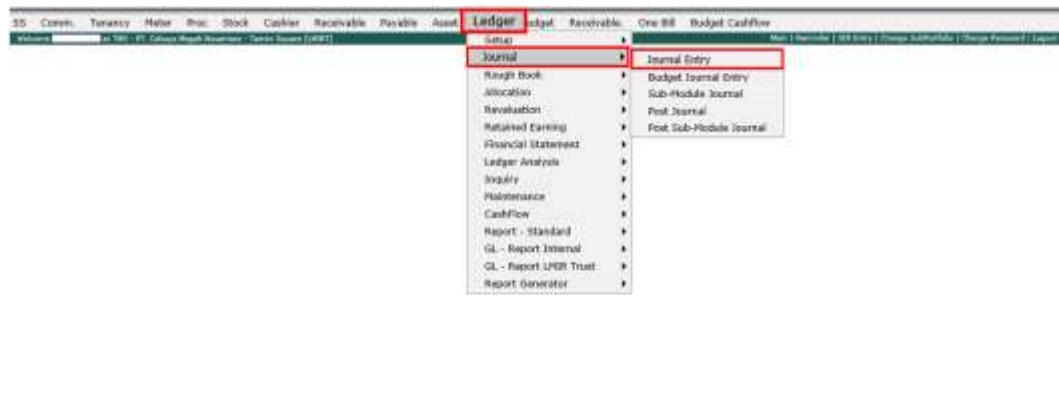 SS Comm. Tenancy Meter Proc Stock Cashier Receivable Payable Asset Ledger udget Receivable. One Bill Budget Cashflow
Welcome
Setup
Journal
Rough Book
Allocation
Revaluation
Retained Earning
Financial Statement
Ledger Analysis
Inquiry
Maintenance
CashFlow
Report - Standard
GL - Report Internal
GL - Report LMIR Trust
Report Generator
Journal Entry
Budget Journal Entry
Sub-Module Journal
Post Journal
Post Sub-Module Journal